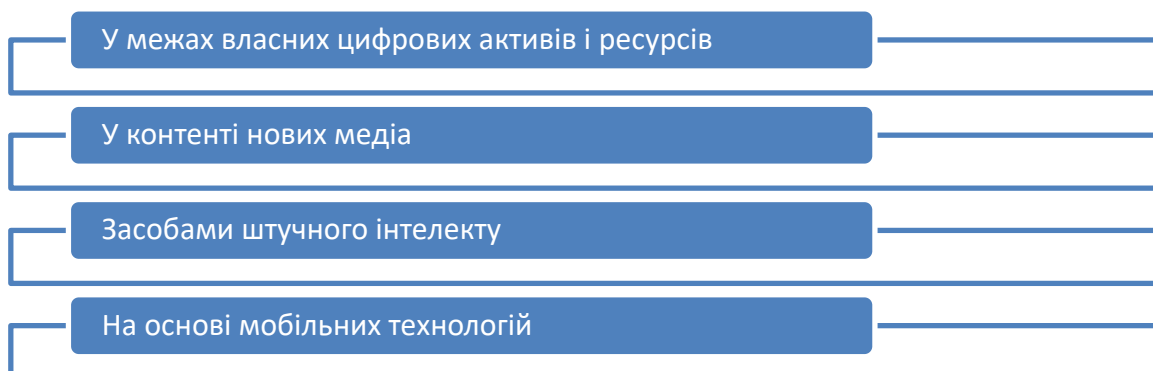 У межах власних цифрових активів і ресурсів
У контенті нових медіа
Засобами штучного інтелекту
На основі мобільних технологій